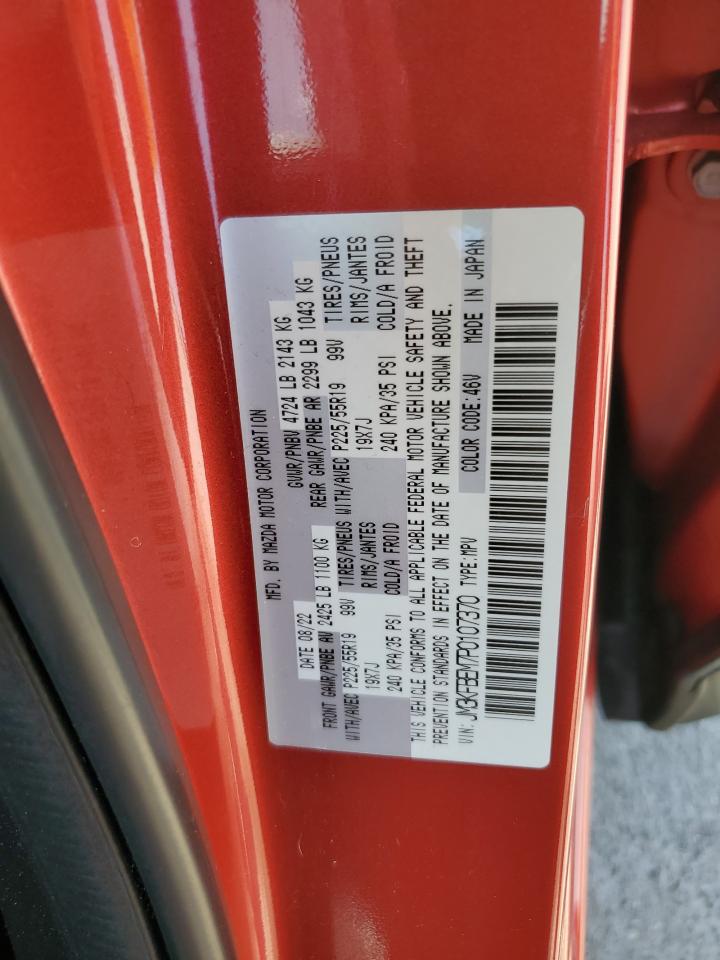 MFD. BY MAZDA MOTOR CORPORATION
DATE 08/22 GVWR/PNBV 4724 LB 2143 KG
FRONT GAWR/PNBE AV 2425 LB 1100 KG REAR GAWR/PNBE AR 2299 LB 1043 KG
WITH/AVEC P225/55R19 99V TIRES/PNEUS WITH/AVEC P225/55R19 99V TIRES/PNEUS
19X7J RIMS/JANTES 19X7J RIMS/JANTES
240 KPA/35 PSI COLD/A FROID 240 KPA/35 PSI COLD/A FROID
THIS VEHICLE CONFORMS TO ALL APPLICABLE FEDERAL MOTOR VEHICLE SAFETY AND THEFT
PREVENTION STANDARDS IN EFFECT ON THE DATE OF MANUFACTURE SHOWN ABOVE.
VIN: JM3KFBEM7P0107370 TYPE:MPV COLOR CODE:46V MADE IN JAPAN